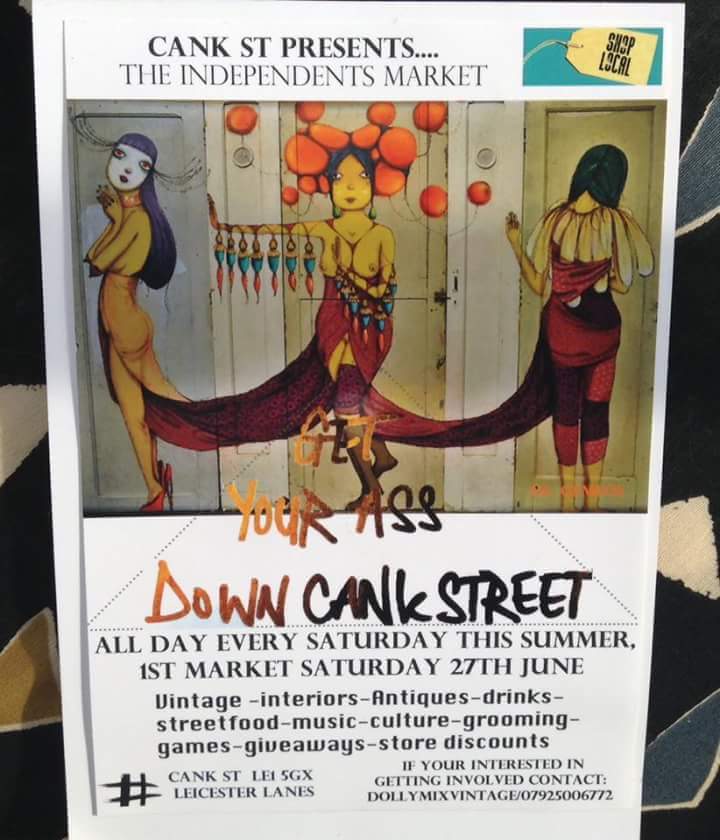 CANK ST PRESENTS....
THE INDEPENDENTS MARKET
SHOP
LOCAL
GET
YOUR ASS
DOWN CANK STREET
ALL DAY EVERY SATURDAY THIS SUMMER,
1ST MARKET SATURDAY 27TH JUNE
Vintage -interiors-Antiques-drinks-
streetfood-music-culture-grooming-
games-giveaways-store discounts
# CANK ST LE1 5GX
LEICESTER LANES
IF YOUR INTERESTED IN
GETTING INVOLVED CONTACT:
DOLLYMIXVINTAGE/07925006772